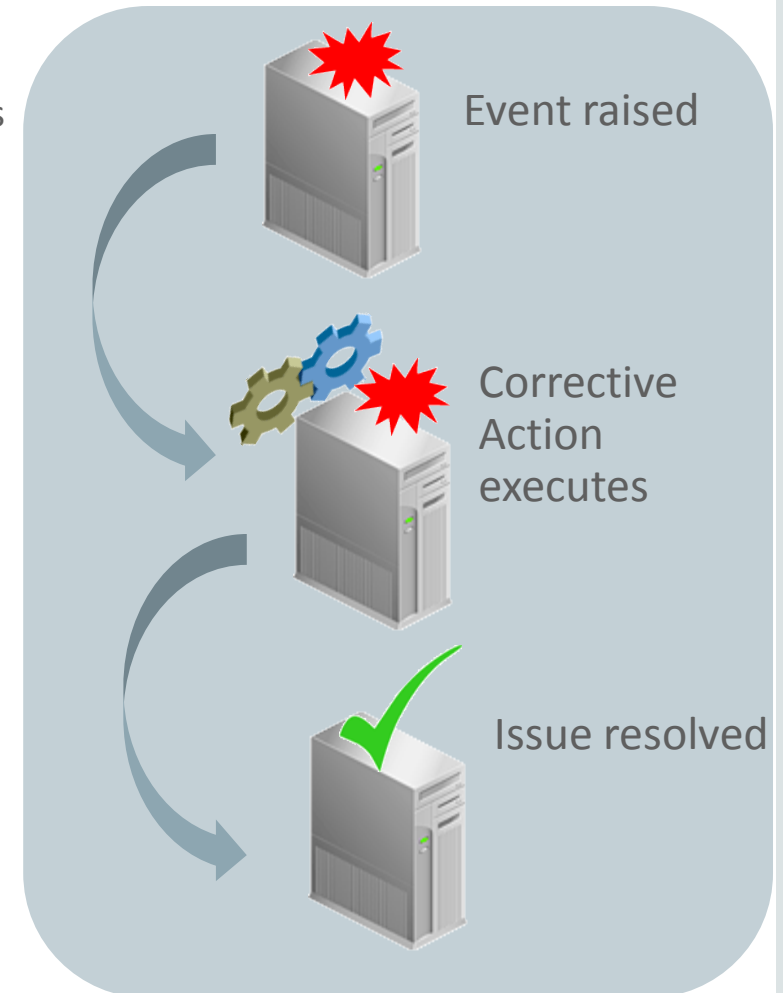 Event raised
Corrective
Action
executes
Issue resolved